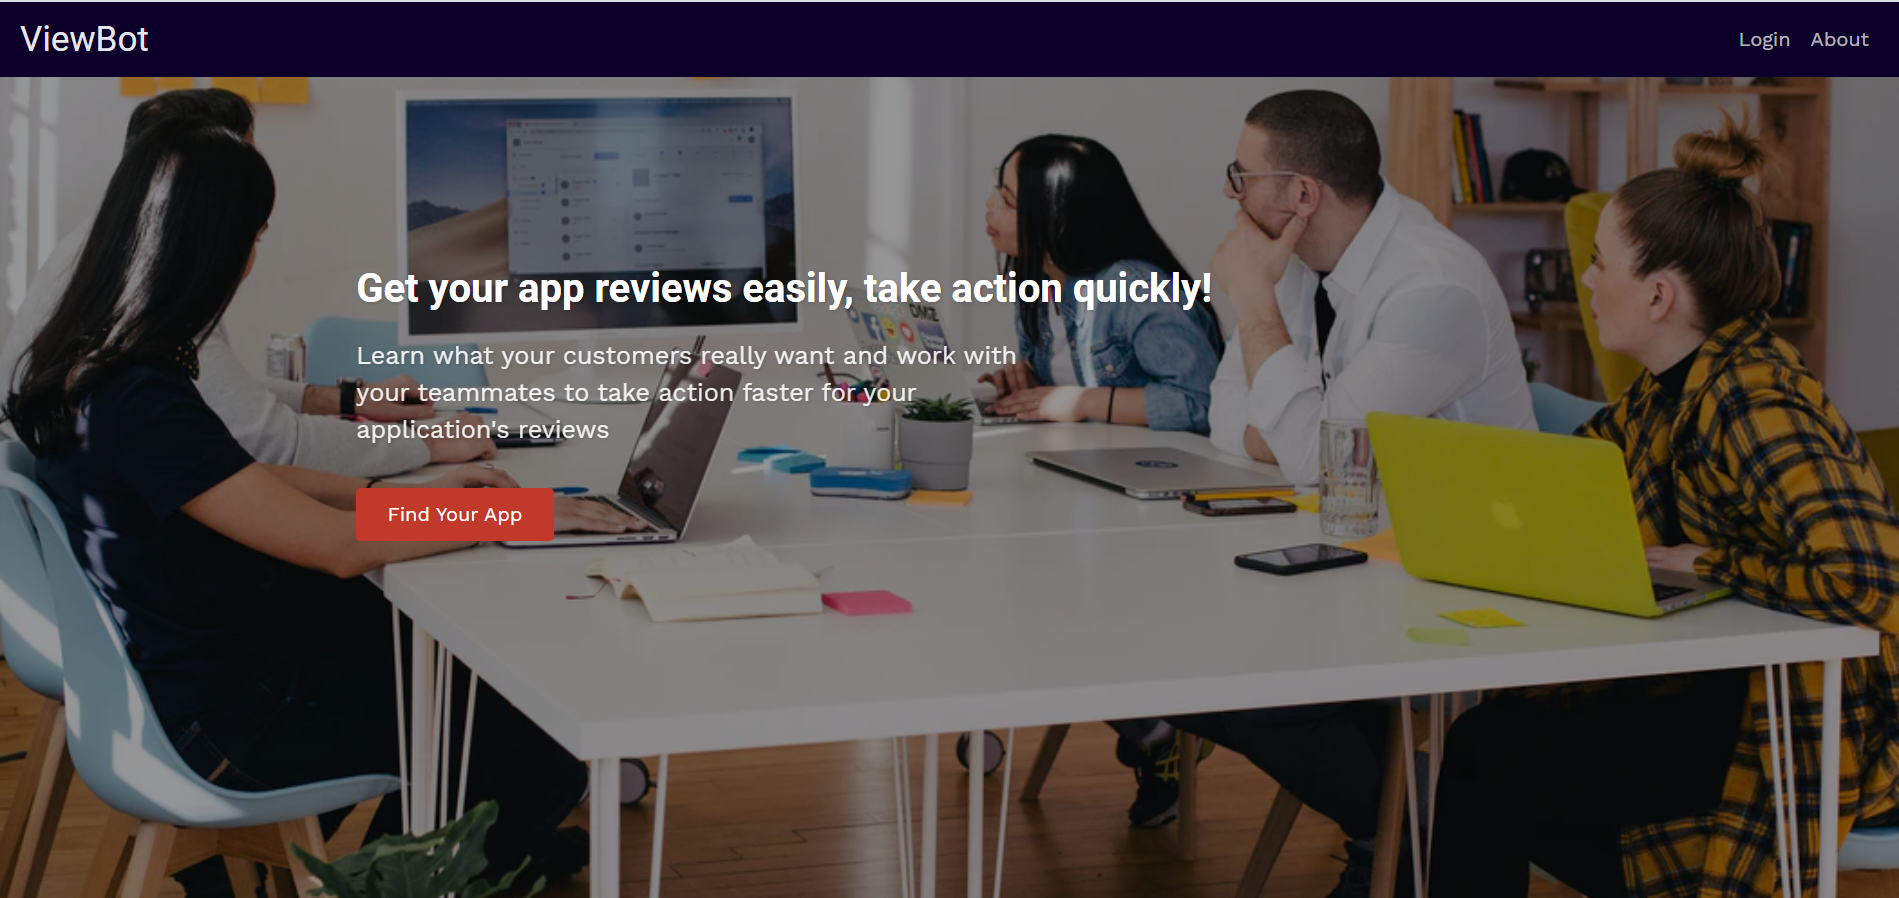 ViewBot
Login About
Get your app reviews easily, take action quickly!
DMZ
Learn what your customers really want and work with
your teammates to take action faster for your
application's reviews
Find Your App